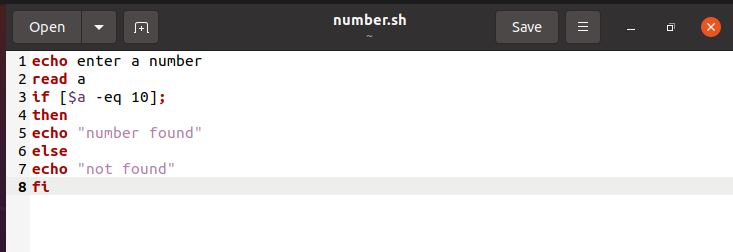 Open
number.sh
~
Save
1 echo enter a number
2 read a
3 if [$a -eq 10];
4 then
5 echo "number found"
6 else
7 echo "not found"
8 fi